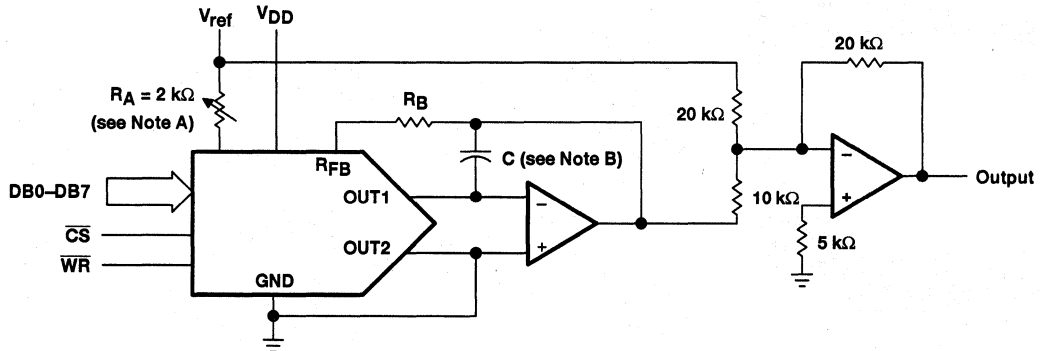 Vref
VDD
RA = 2 kΩ
(see Note A)
RB
RFB
C (see Note B)
DB0–DB7
OUT1
OUT2
CS
WR
GND
20 kΩ
20 kΩ
10 kΩ
5 kΩ
–
+
–
+
Output